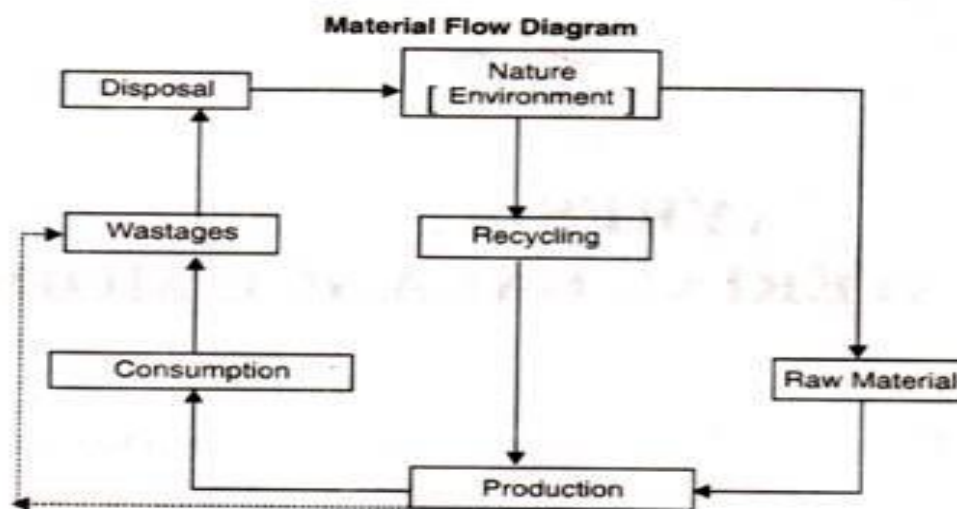 Material Flow Diagram
Disposal
Nature
[ Environment ]
Wastages
Recycling
Consumption
Raw Material
Production